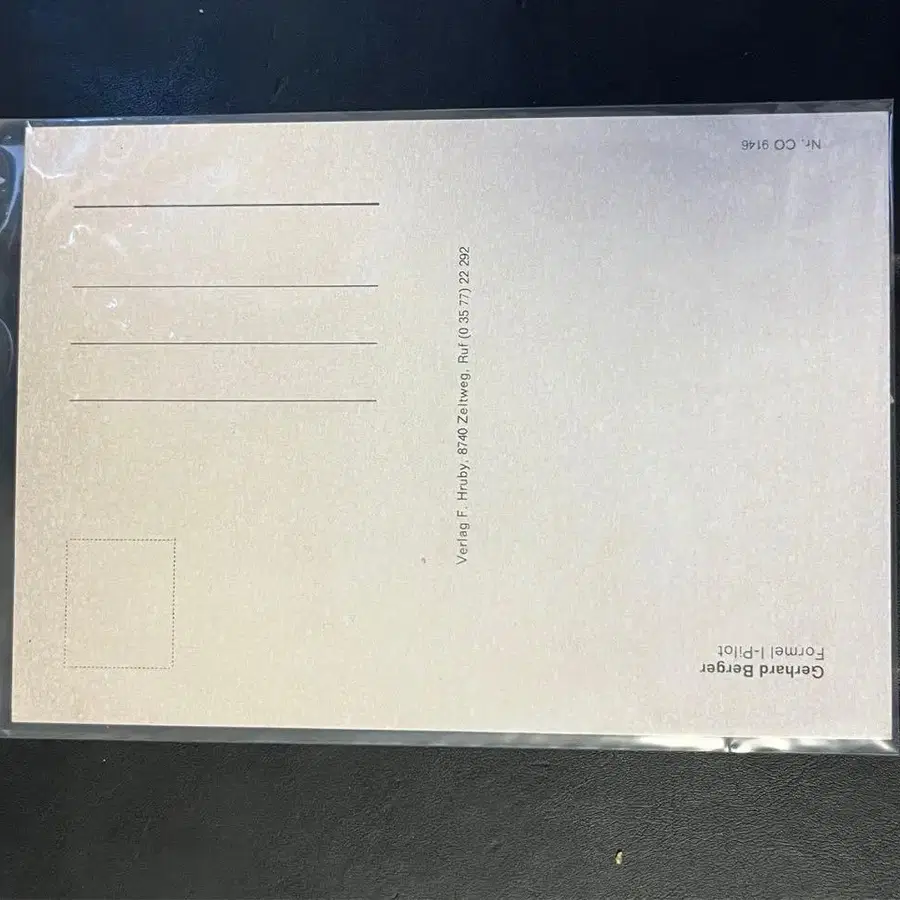 Gerhard Berger
Formel I-Pilot
Verlag F. Hruby, 8740 Zeltweg, Ruf (0 35 77) 22 292
Nr. CO 9146